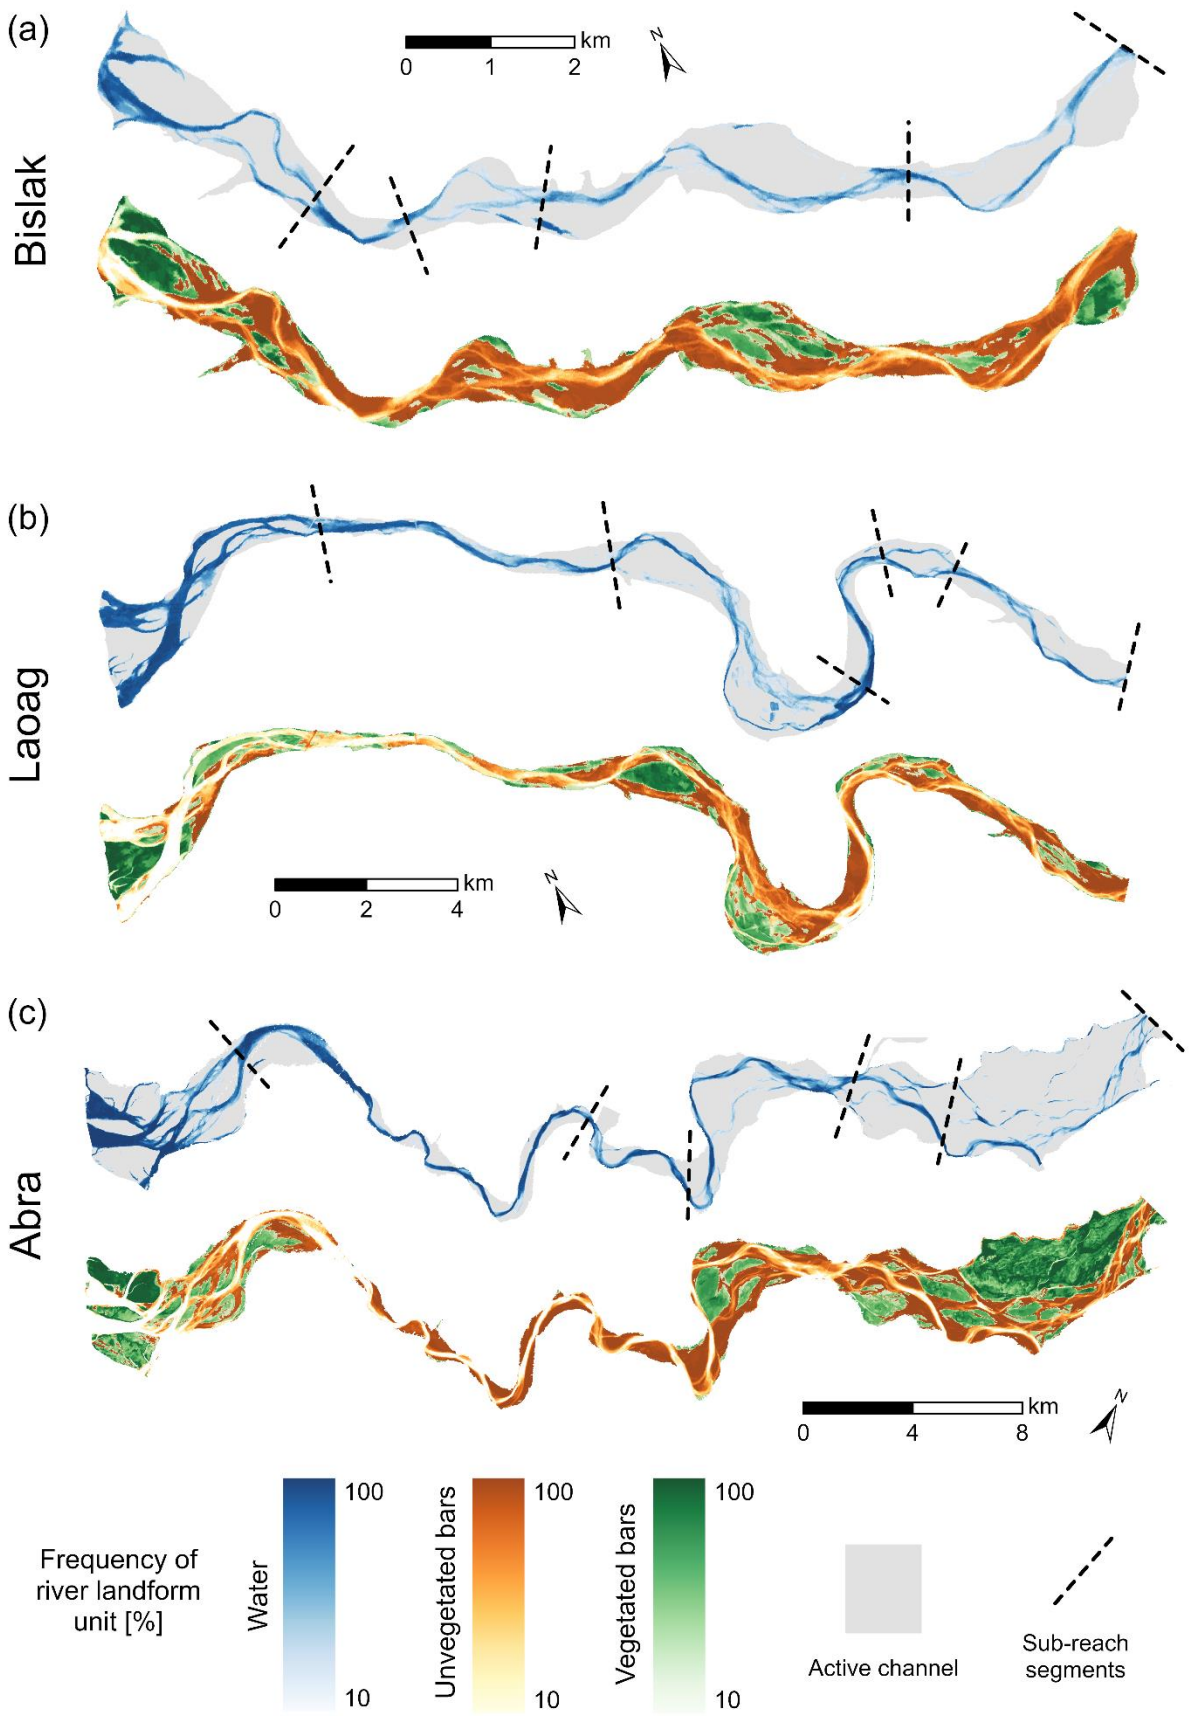 (a)
km
0 1 2
N
Bislak
(b)
Laoag
km
0 2 4
N
(c)
Abra
N
km
0 4 8
Frequency of
river landform
unit [%]
Water
100
10
Unvegetated bars
100
10
Vegetated bars
100
10
Active channel
Sub-reach
segments